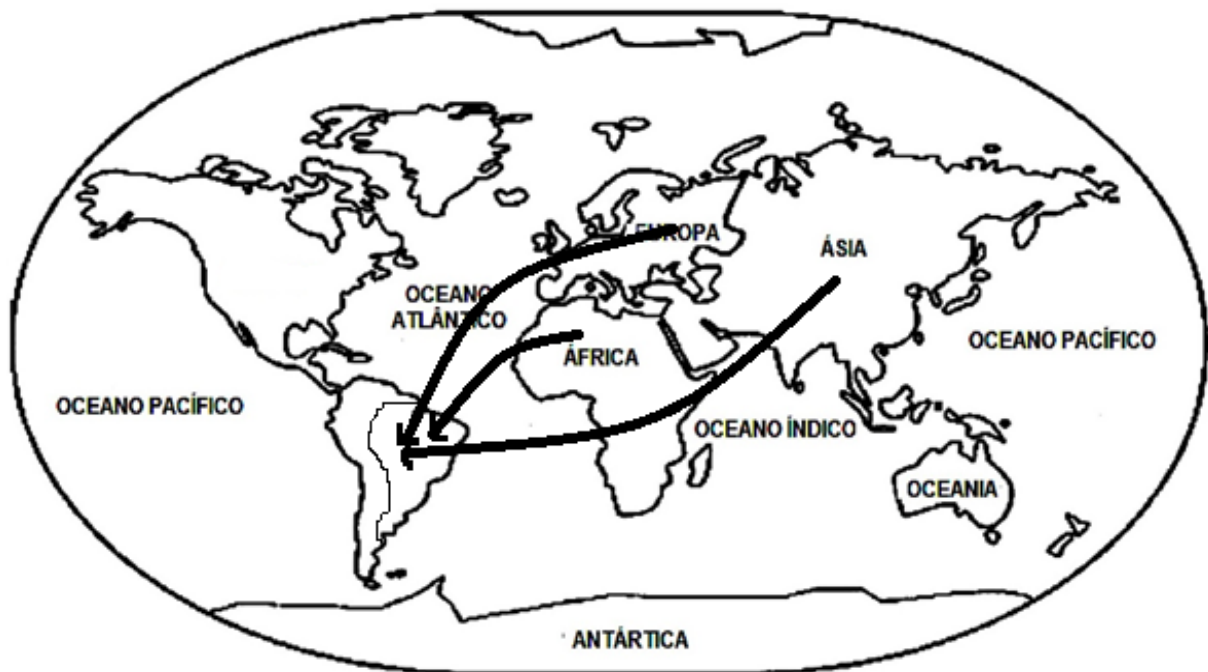 EUROPA
ÁSIA
OCEANO
ATLÂNTICO
OCEANO PACÍFICO
ÁFRICA
OCEANO PACÍFICO
OCEANO ÍNDICO
OCEANIA
ANTÁRTICA